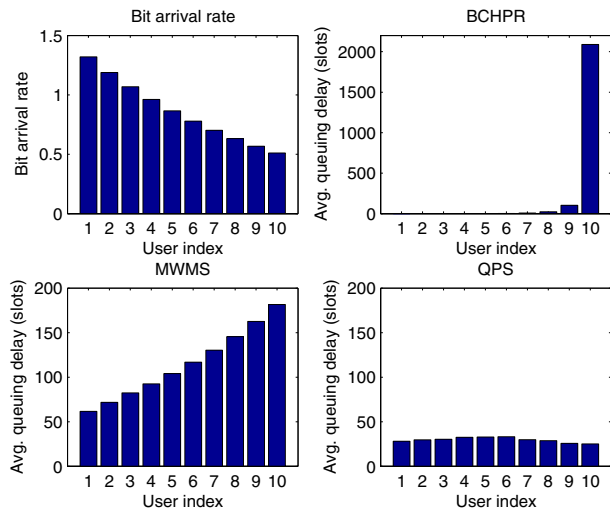 Bit arrival rate
Bit arrival rate
1.5
1
0.5
0
1 2 3 4 5 6 7 8 9 10
User index
BCHPR
Avg. queuing delay (slots)
2000
1500
1000
500
0
1 2 3 4 5 6 7 8 9 10
User index
MWMS
Avg. queuing delay (slots)
200
150
100
50
0
1 2 3 4 5 6 7 8 9 10
User index
QPS
Avg. queuing delay (slots)
200
150
100
50
0
1 2 3 4 5 6 7 8 9 10
User index